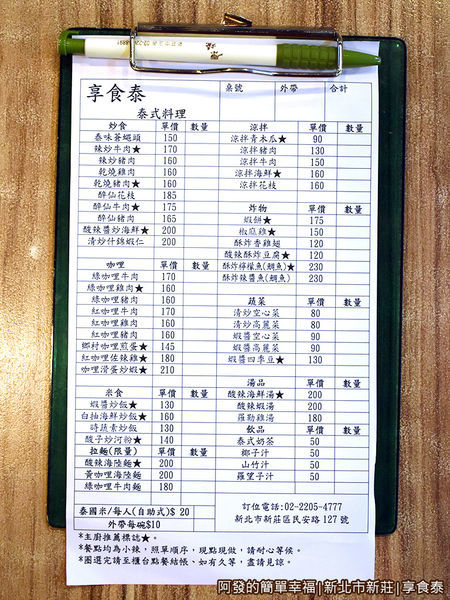 享食泰
桌號 外帶 合計
泰式料理
炒食 單價 數量
泰味蒼蠅頭 150
辣炒牛肉★ 170
辣炒豬肉 160
乾燒雞肉 160
乾燒豬肉★ 160
醉仙花枝 185
醉仙牛肉★ 175
醉仙豬肉 165
酸辣醬炒海鮮★ 200
清炒什錦蝦仁 200
咖哩 單價 數量
綠咖哩牛肉 170
綠咖哩雞肉★ 160
綠咖哩豬肉 160
紅咖哩牛肉 170
紅咖哩雞肉 160
紅咖哩豬肉 160
鄉村咖哩煎蛋★ 145
紅咖哩佐辣雞★ 180
咖哩滑蛋炒蝦★ 210
米食 單價 數量
蝦醬炒飯★ 130
白抽海鮮炒飯★ 160
時蔬素炒飯 130
酸子炒河粉★ 140
拉麵(限量) 單價 數量
酸辣海陸麵★ 200
黃咖哩海陸麵 200
綠咖哩牛肉麵 180
泰國米/每人(自助式)$ 20
外帶每碗$10
涼拌 單價 數量
涼拌青木瓜★ 90
涼拌豬肉 130
涼拌牛肉 150
涼拌海鮮★ 160
涼拌花枝 160
炸物 單價 數量
蝦餅★ 175
椒麻雞★ 150
酥炸香雞翅 120
酸辣酥炸豆腐★ 120
酥炸檸檬魚(鯛魚)★ 230
酥炸辣醬魚(鯛魚) 230
蔬菜 單價 數量
清炒空心菜 80
清炒高麗菜 80
蝦醬空心菜 90
蝦醬高麗菜 90
蝦醬四季豆★ 130
湯品 單價 數量
酸辣海鮮湯★ 200
酸辣蝦湯 200
羅勒雞湯 180
飲品 單價 數量
泰式奶茶 50
椰子汁 50
山竹汁 50
羅望子汁 50
訂位電話:02-2205-4777
新北市新莊區民安路127號
*主廚推薦標誌★。
*餐點均為小辣，照單順序，現點現做，請耐心等候。
*圈選完請至櫃台點餐結帳、如有久等，盡請見諒。
阿發的簡單幸福|新北市新莊|享食泰